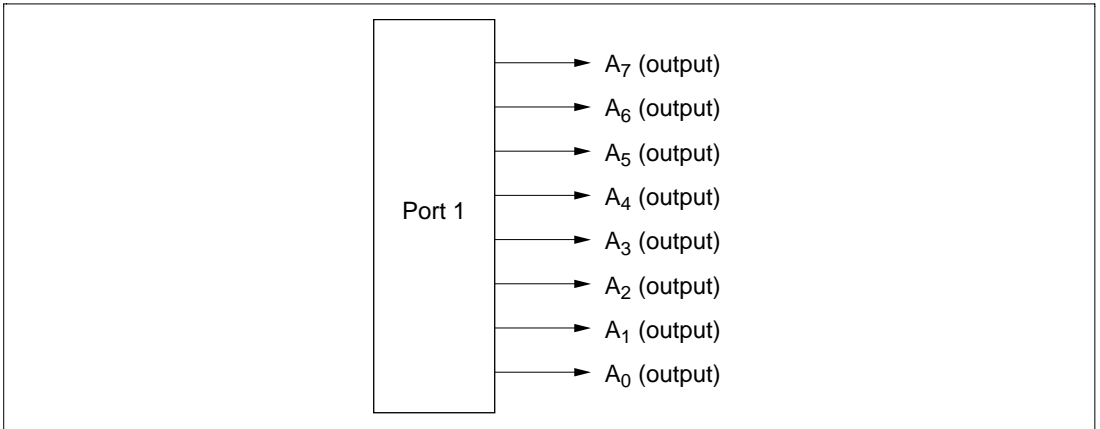 A7 (output)
A6 (output)
A5 (output)
A4 (output)
Port 1
A3 (output)
A2 (output)
A1 (output)
A0 (output)